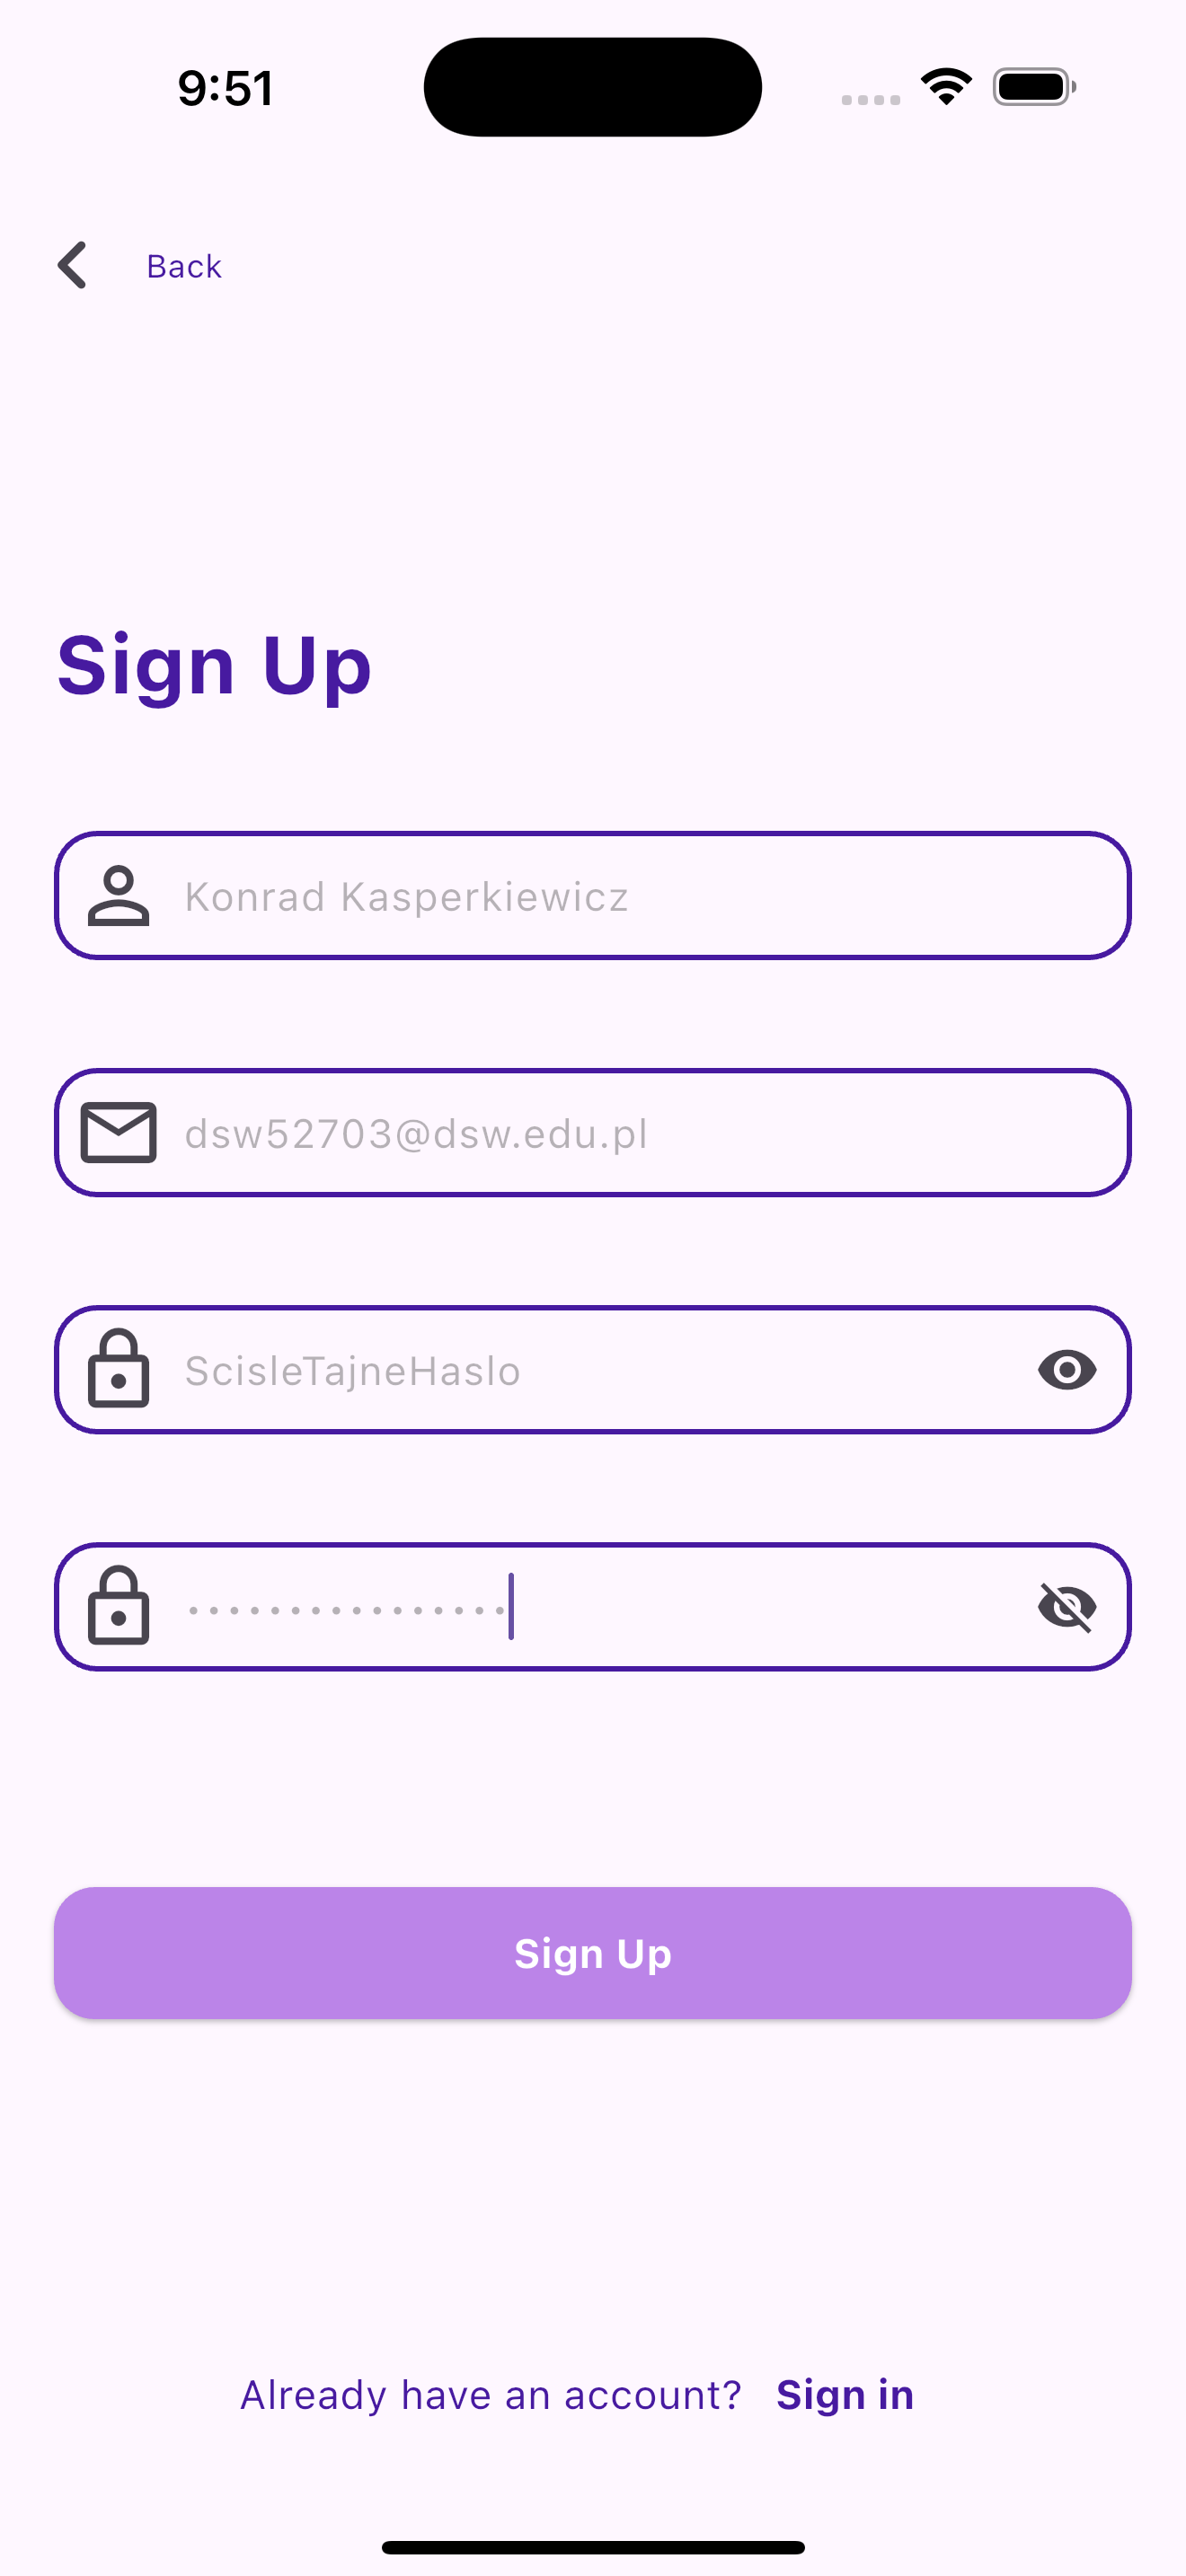 9:51
Back
Sign Up
Konrad Kasperkiewicz
dsw52703@dsw.edu.pl
ScisleTajneHaslo
••••••••••••••••
Sign Up
Already have an account? Sign in